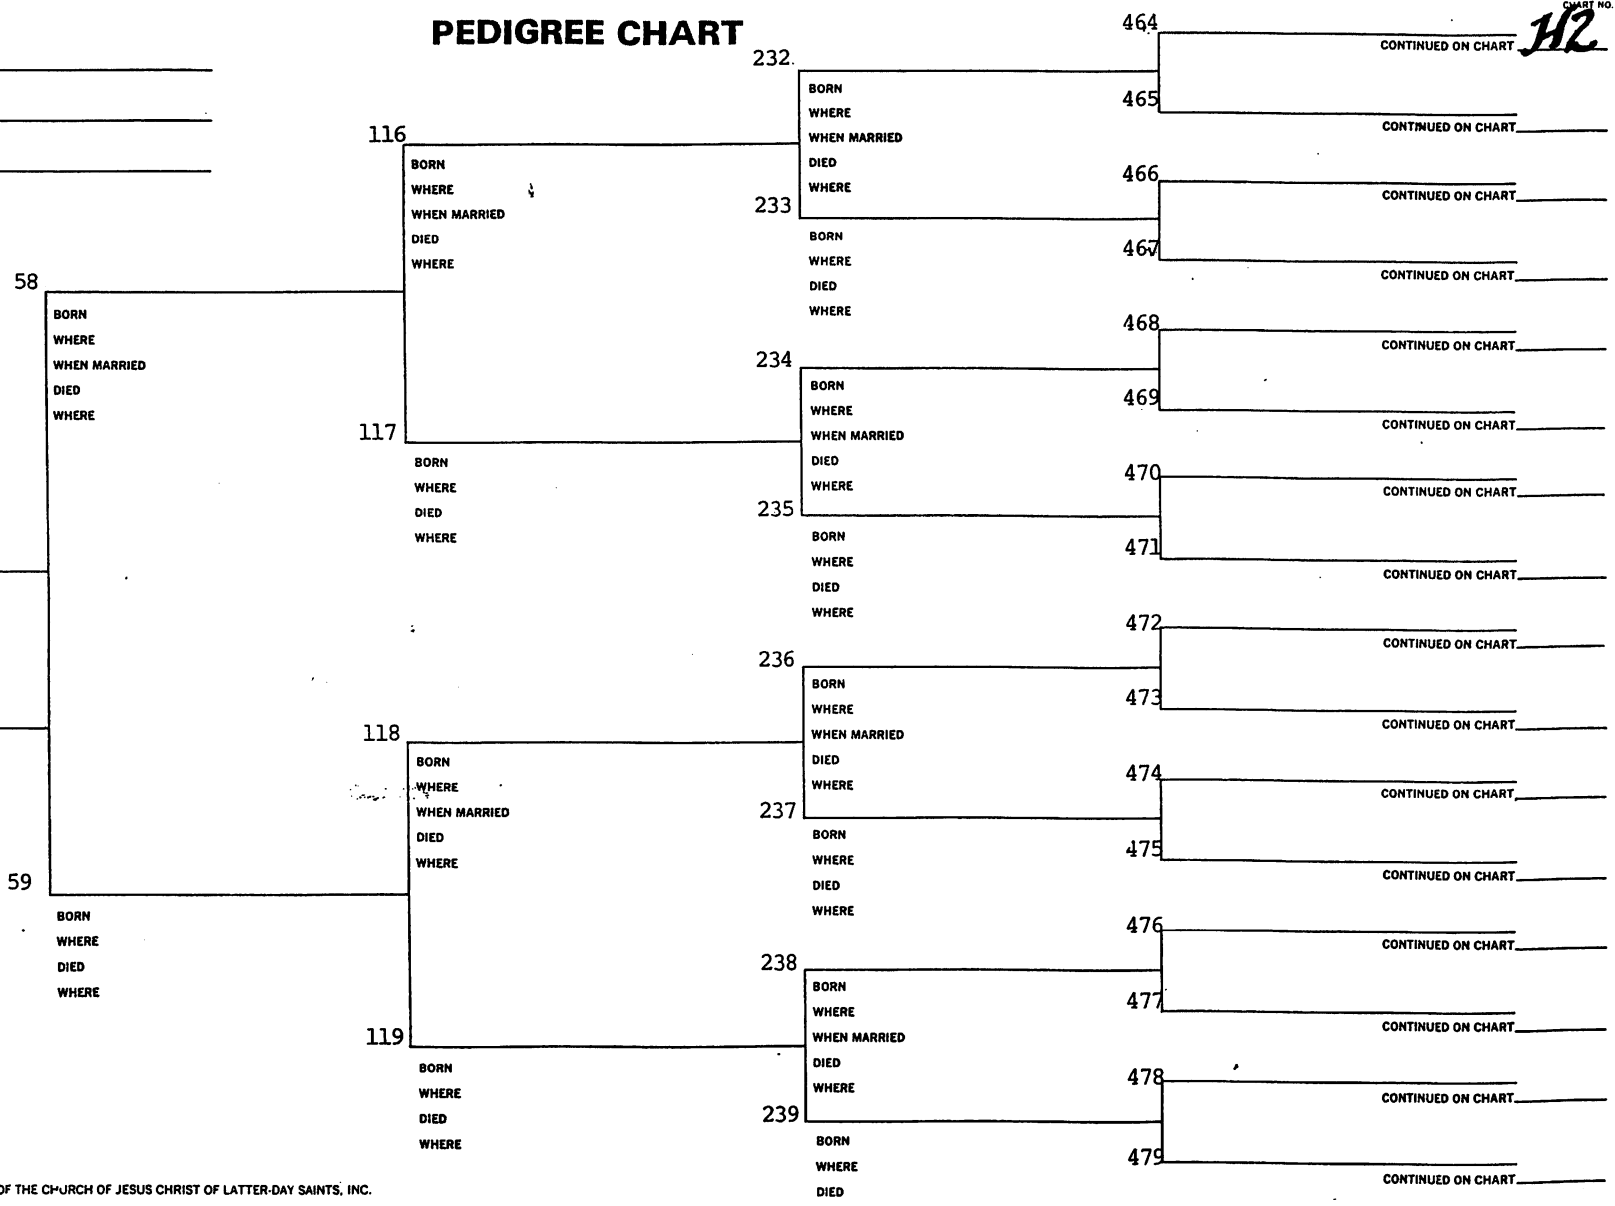 PEDIGREE CHART
CHART NO.
H2
464
CONTINUED ON CHART
232
BORN
WHERE
WHEN MARRIED
DIED
WHERE
465
CONTINUED ON CHART
116
BORN
WHERE
WHEN MARRIED
DIED
WHERE
466
CONTINUED ON CHART
233
BORN
WHERE
DIED
WHERE
467
CONTINUED ON CHART
58
BORN
WHERE
WHEN MARRIED
DIED
WHERE
468
CONTINUED ON CHART
234
BORN
WHERE
WHEN MARRIED
DIED
WHERE
469
CONTINUED ON CHART
117
BORN
WHERE
DIED
WHERE
470
CONTINUED ON CHART
235
BORN
WHERE
DIED
WHERE
471
CONTINUED ON CHART
472
CONTINUED ON CHART
236
BORN
WHERE
WHEN MARRIED
DIED
WHERE
473
CONTINUED ON CHART
118
BORN
WHERE
WHEN MARRIED
DIED
WHERE
474
CONTINUED ON CHART
237
BORN
WHERE
DIED
WHERE
475
CONTINUED ON CHART
59
BORN
WHERE
DIED
WHERE
476
CONTINUED ON CHART
238
BORN
WHERE
WHEN MARRIED
DIED
WHERE
477
CONTINUED ON CHART
119
BORN
WHERE
DIED
WHERE
478
CONTINUED ON CHART
239
BORN
WHERE
DIED
479
CONTINUED ON CHART
OF THE CHURCH OF JESUS CHRIST OF LATTER-DAY SAINTS, INC.